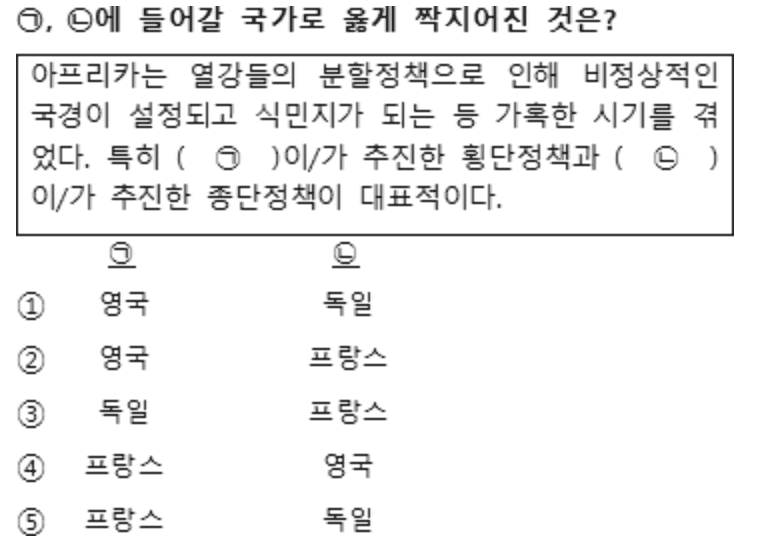 ㉠, ㉡에 들어갈 국가로 옳게 짝지어진 것은?
아프리카는 열강들의 분할정책으로 인해 비정상적인
국경이 설정되고 식민지가 되는 등 가혹한 시기를 겪
었다. 특히 ( ㉠ )이/가 추진한 횡단정책과 ( ㉡ )
이/가 추진한 종단정책이 대표적이다.
㉠ ㉡
① 영국 독일
② 영국 프랑스
③ 독일 프랑스
④ 프랑스 영국
⑤ 프랑스 독일